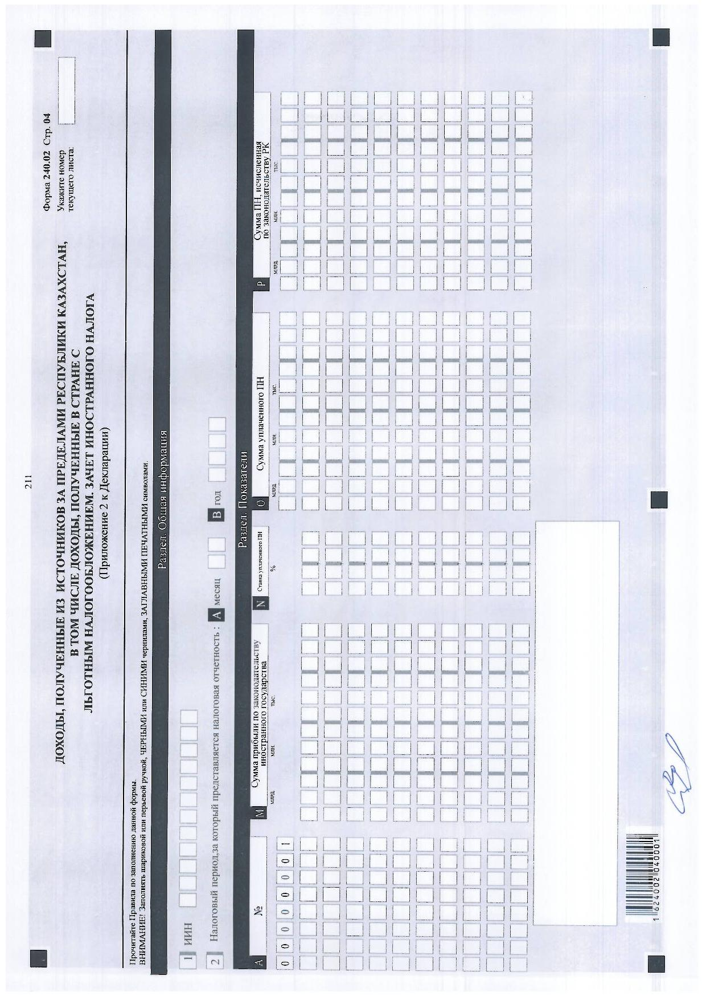 211
Форма 240.02 Стр. 04
Укажите номер
текущего листа:
ДОХОДЫ, ПОЛУЧЕННЫЕ ИЗ ИСТОЧНИКОВ ЗА ПРЕДЕЛАМИ РЕСПУБЛИКИ КАЗАХСТАН,
В ТОМ ЧИСЛЕ ДОХОДЫ, ПОЛУЧЕННЫЕ В СТРАНЕ С
ЛЬГОТНЫМ НАЛОГООБЛОЖЕНИЕМ. ЗАЧЕТ ИНОСТРАННОГО НАЛОГА
(Приложение 2 к Декларации)
Прочитайте Правила по заполнению данной формы.
ВНИМАНИЕ! Заполнять шариковой или перьевой ручкой, ЧЕРНЫМИ или СИНИМИ чернилами, ЗАГЛАВНЫМИ ПЕЧАТНЫМИ символами.
Раздел. Общая информация
1 ИИН
2 Налоговый период,за который представляется налоговая отчетность : A месяц B год
Раздел. Показатели
A №
M Сумма прибыли по законодательству
иностранного государства
млрд. млн. тыс.
N Ставка уплаченного ПН
%
O Сумма уплаченного ПН
млрд. млн. тыс.
P Сумма ПН, исчисленная
по законодательству РК
млрд. млн. тыс.
0 0 0 0 0 0 0 1
1 624002 040001